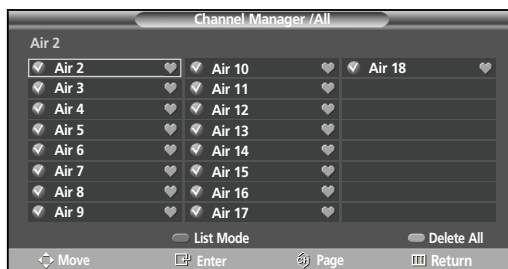 Channel Manager /All
Air 2
Air 2 Air 10 Air 18
Air 3 Air 11
Air 4 Air 12
Air 5 Air 13
Air 6 Air 14
Air 7 Air 15
Air 8 Air 16
Air 9 Air 17
List Mode Delete All
Move Enter CH Page Return